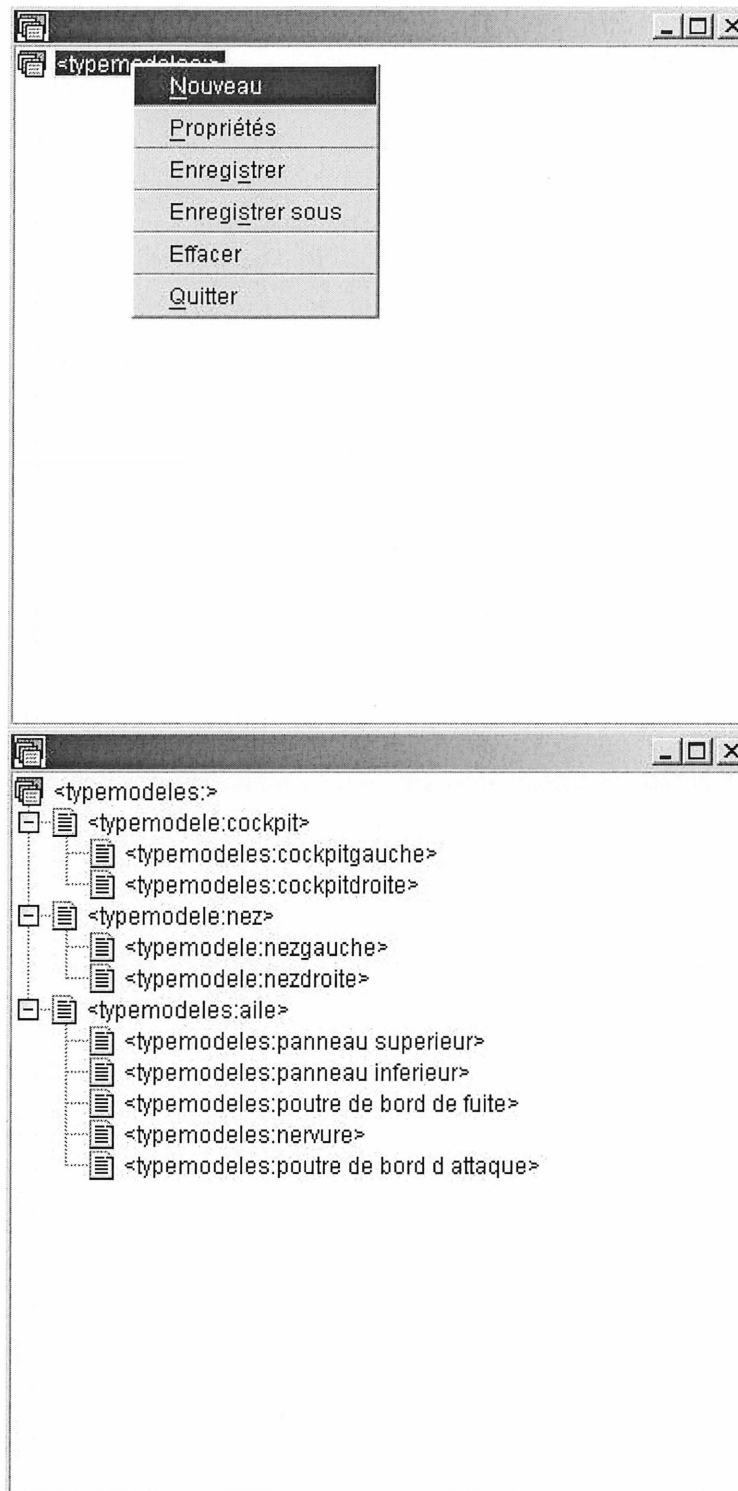 <typemodeles:>
Nouveau
Propriétés
Enregistrer
Enregistrer sous
Effacer
Quitter
<typemodeles:>
<typemodele:cockpit>
<typemodeles:cockpitgauche>
<typemodeles:cockpitdroite>
<typemodele:nez>
<typemodele:nezgauche>
<typemodele:nezdroite>
<typemodeles:aile>
<typemodeles:panneau superieur>
<typemodeles:panneau inferieur>
<typemodeles:poutre de bord de fuite>
<typemodeles:nervure>
<typemodeles:poutre de bord d attaque>